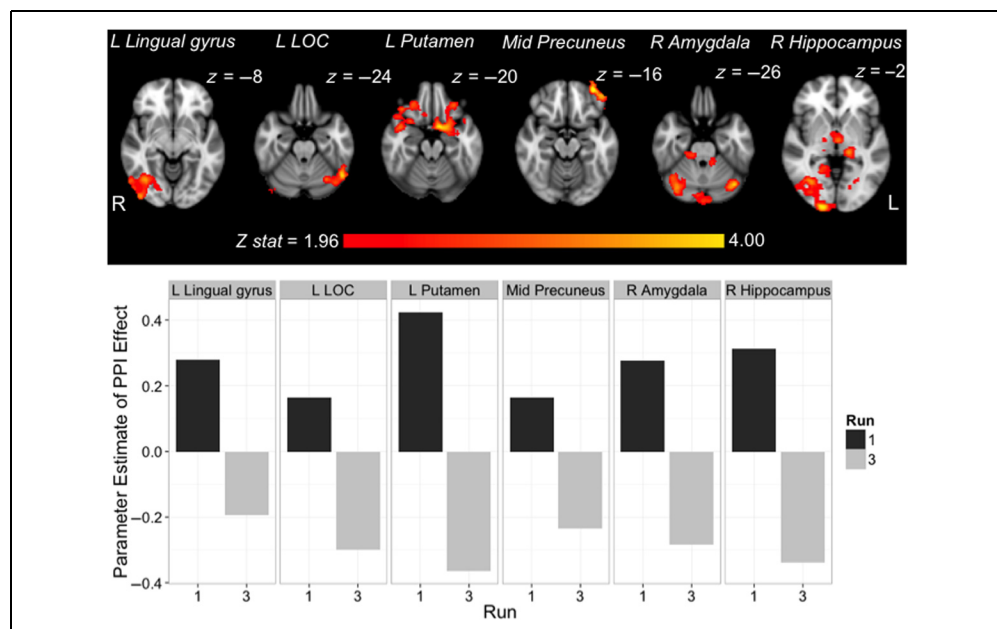 L Lingual gyrus L LOC L Putamen Mid Precuneus R Amygdala R Hippocampus
z = –8 z = –24 z = –20 z = –16 z = –26 z = –2
R L
Z stat = 1.96 4.00
L Lingual gyrus L LOC L Putamen Mid Precuneus R Amygdala R Hippocampus
Parameter Estimate of PPI Effect
0.4
0.2
0.0
–0.2
–0.4
1 3 1 3 1 3 1 3 1 3 1 3
Run
Run
1
3